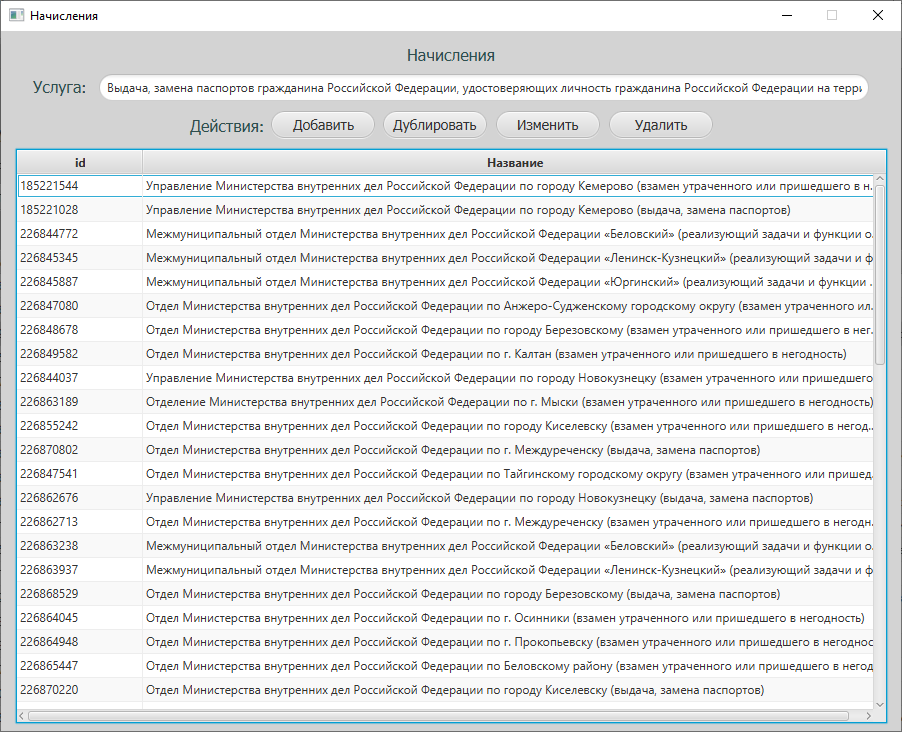 Начисления
Начисления
Услуга: Выдача, замена паспортов гражданина Российской Федерации, удостоверяющих личность гражданина Российской Федерации на терри
Действия: Добавить Дублировать Изменить Удалить
id Название
185221544 Управление Министерства внутренних дел Российской Федерации по городу Кемерово (взамен утраченного или пришедшего в н...
185221028 Управление Министерства внутренних дел Российской Федерации по городу Кемерово (выдача, замена паспортов)
226844772 Межмуниципальный отдел Министерства внутренних дел Российской Федерации «Беловский» (реализующий задачи и функции о...
226845345 Межмуниципальный отдел Министерства внутренних дел Российской Федерации «Ленинск-Кузнецкий» (реализующий задачи и ф
226845887 Межмуниципальный отдел Министерства внутренних дел Российской Федерации «Юргинский» (реализующий задачи и функции ...
226847080 Отдел Министерства внутренних дел Российской Федерации по Анжеро-Судженскому городскому округу (взамен утраченного ил...
226848678 Отдел Министерства внутренних дел Российской Федерации по городу Березовскому (взамен утраченного или пришедшего в нег...
226849582 Отдел Министерства внутренних дел Российской Федерации по г. Калтан (взамен утраченного или пришедшего в негодность)
226844037 Управление Министерства внутренних дел Российской Федерации по городу Новокузнецку (взамен утраченного или пришедшего
226863189 Отделение Министерства внутренних дел Российской Федерации по г. Мыски (взамен утраченного или пришедшего в негодность)
226855242 Отдел Министерства внутренних дел Российской Федерации по городу Киселевску (взамен утраченного или пришедшего в негод...
226870802 Отдел Министерства внутренних дел Российской Федерации по г. Междуреченску (выдача, замена паспортов)
226847541 Отдел Министерства внутренних дел Российской Федерации по Тайгинскому городскому округу (взамен утраченного или пришед...
226862676 Управление Министерства внутренних дел Российской Федерации по городу Новокузнецку (выдача, замена паспортов)
226862713 Отдел Министерства внутренних дел Российской Федерации по г. Междуреченску (взамен утраченного или пришедшего в негодн...
226863238 Межмуниципальный отдел Министерства внутренних дел Российской Федерации «Беловский» (реализующий задачи и функции о...
226863937 Межмуниципальный отдел Министерства внутренних дел Российской Федерации «Ленинск-Кузнецкий» (реализующий задачи и ф
226868529 Отдел Министерства внутренних дел Российской Федерации по городу Березовскому (выдача, замена паспортов)
226864045 Отдел Министерства внутренних дел Российской Федерации по г. Осинники (взамен утраченного или пришедшего в негодность)
226864948 Отдел Министерства внутренних дел Российской Федерации по г. Прокопьевску (взамен утраченного или пришедшего в негоднос
226865447 Отдел Министерства внутренних дел Российской Федерации по Беловскому району (взамен утраченного или пришедшего в негод
226870220 Отдел Министерства внутренних дел Российской Федерации по городу Киселевску (выдача, замена паспортов)